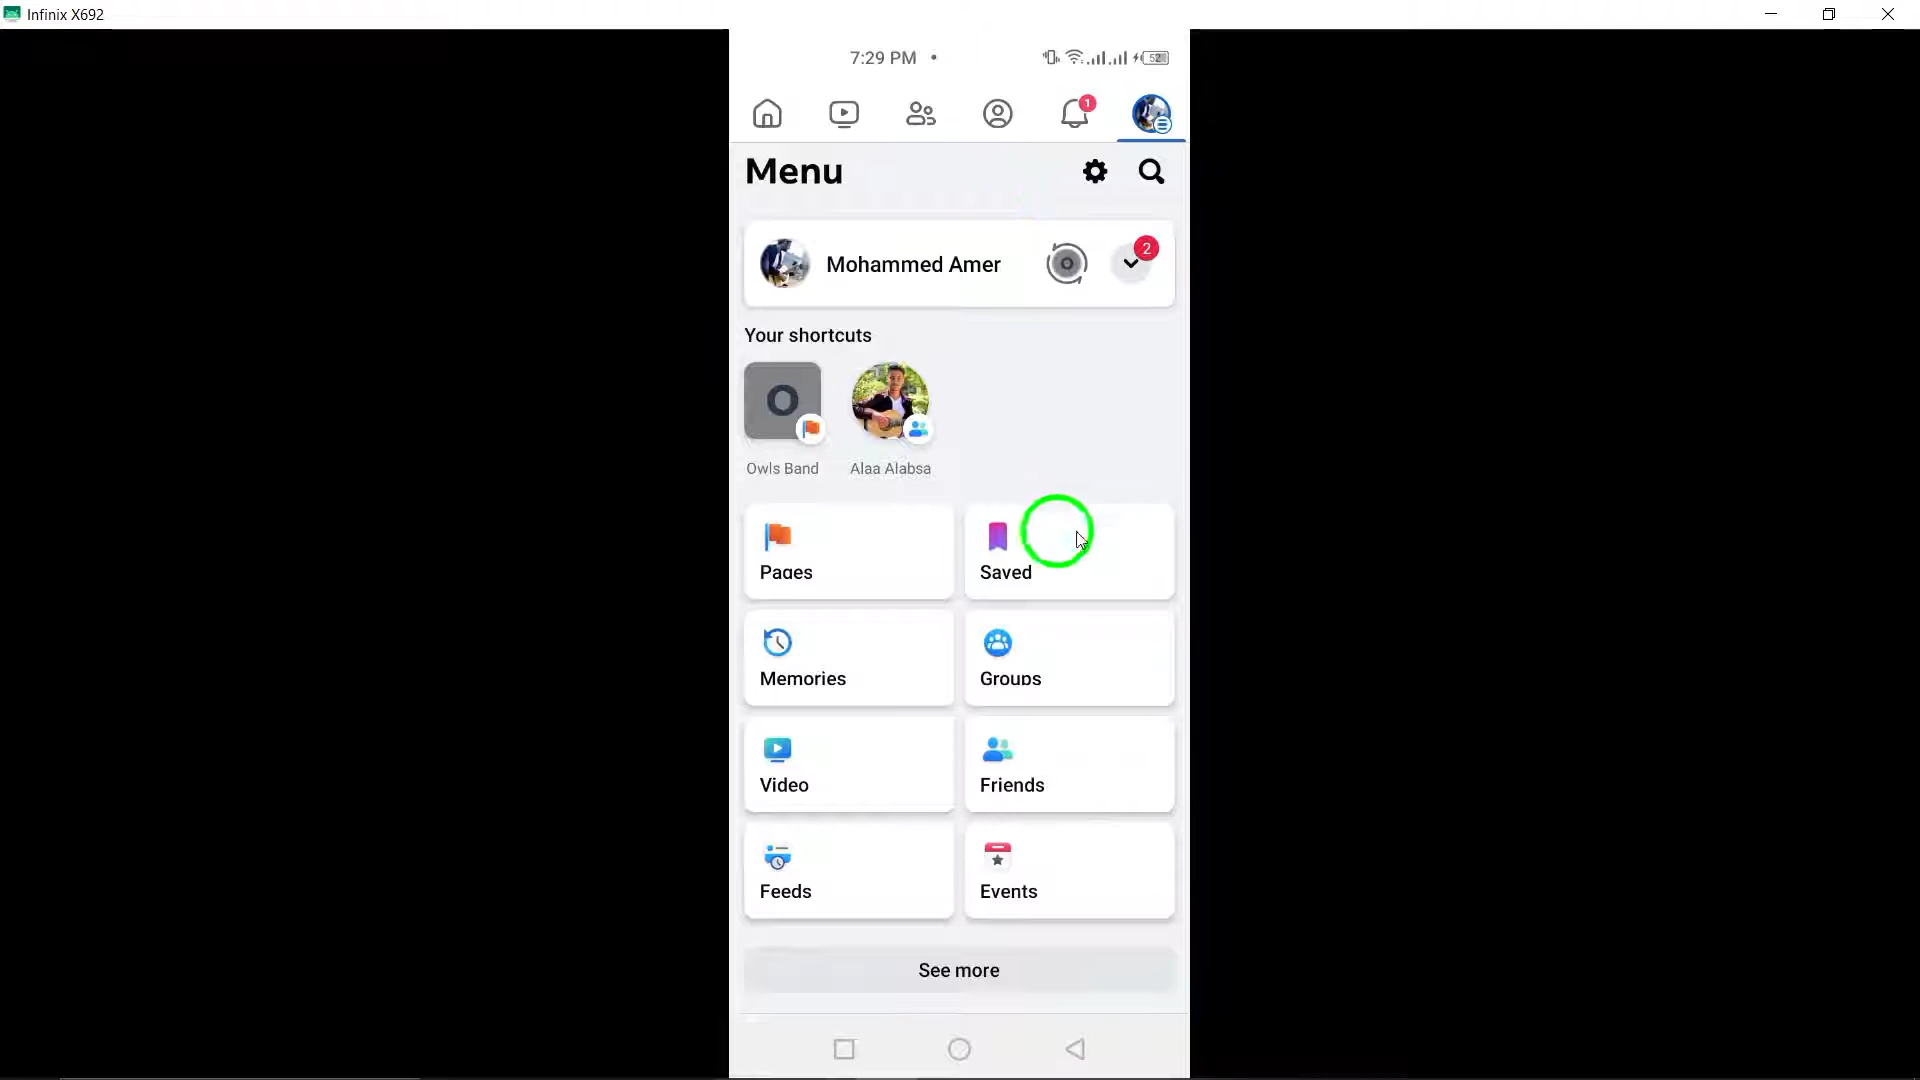 Infinix X692
7:29 PM
52
1
Menu
Mohammed Amer
2
Your shortcuts
O
O
Owls Band
Alaa Alabsa
Pages
Saved
Memories
Groups
Video
Friends
Feeds
Events
See more